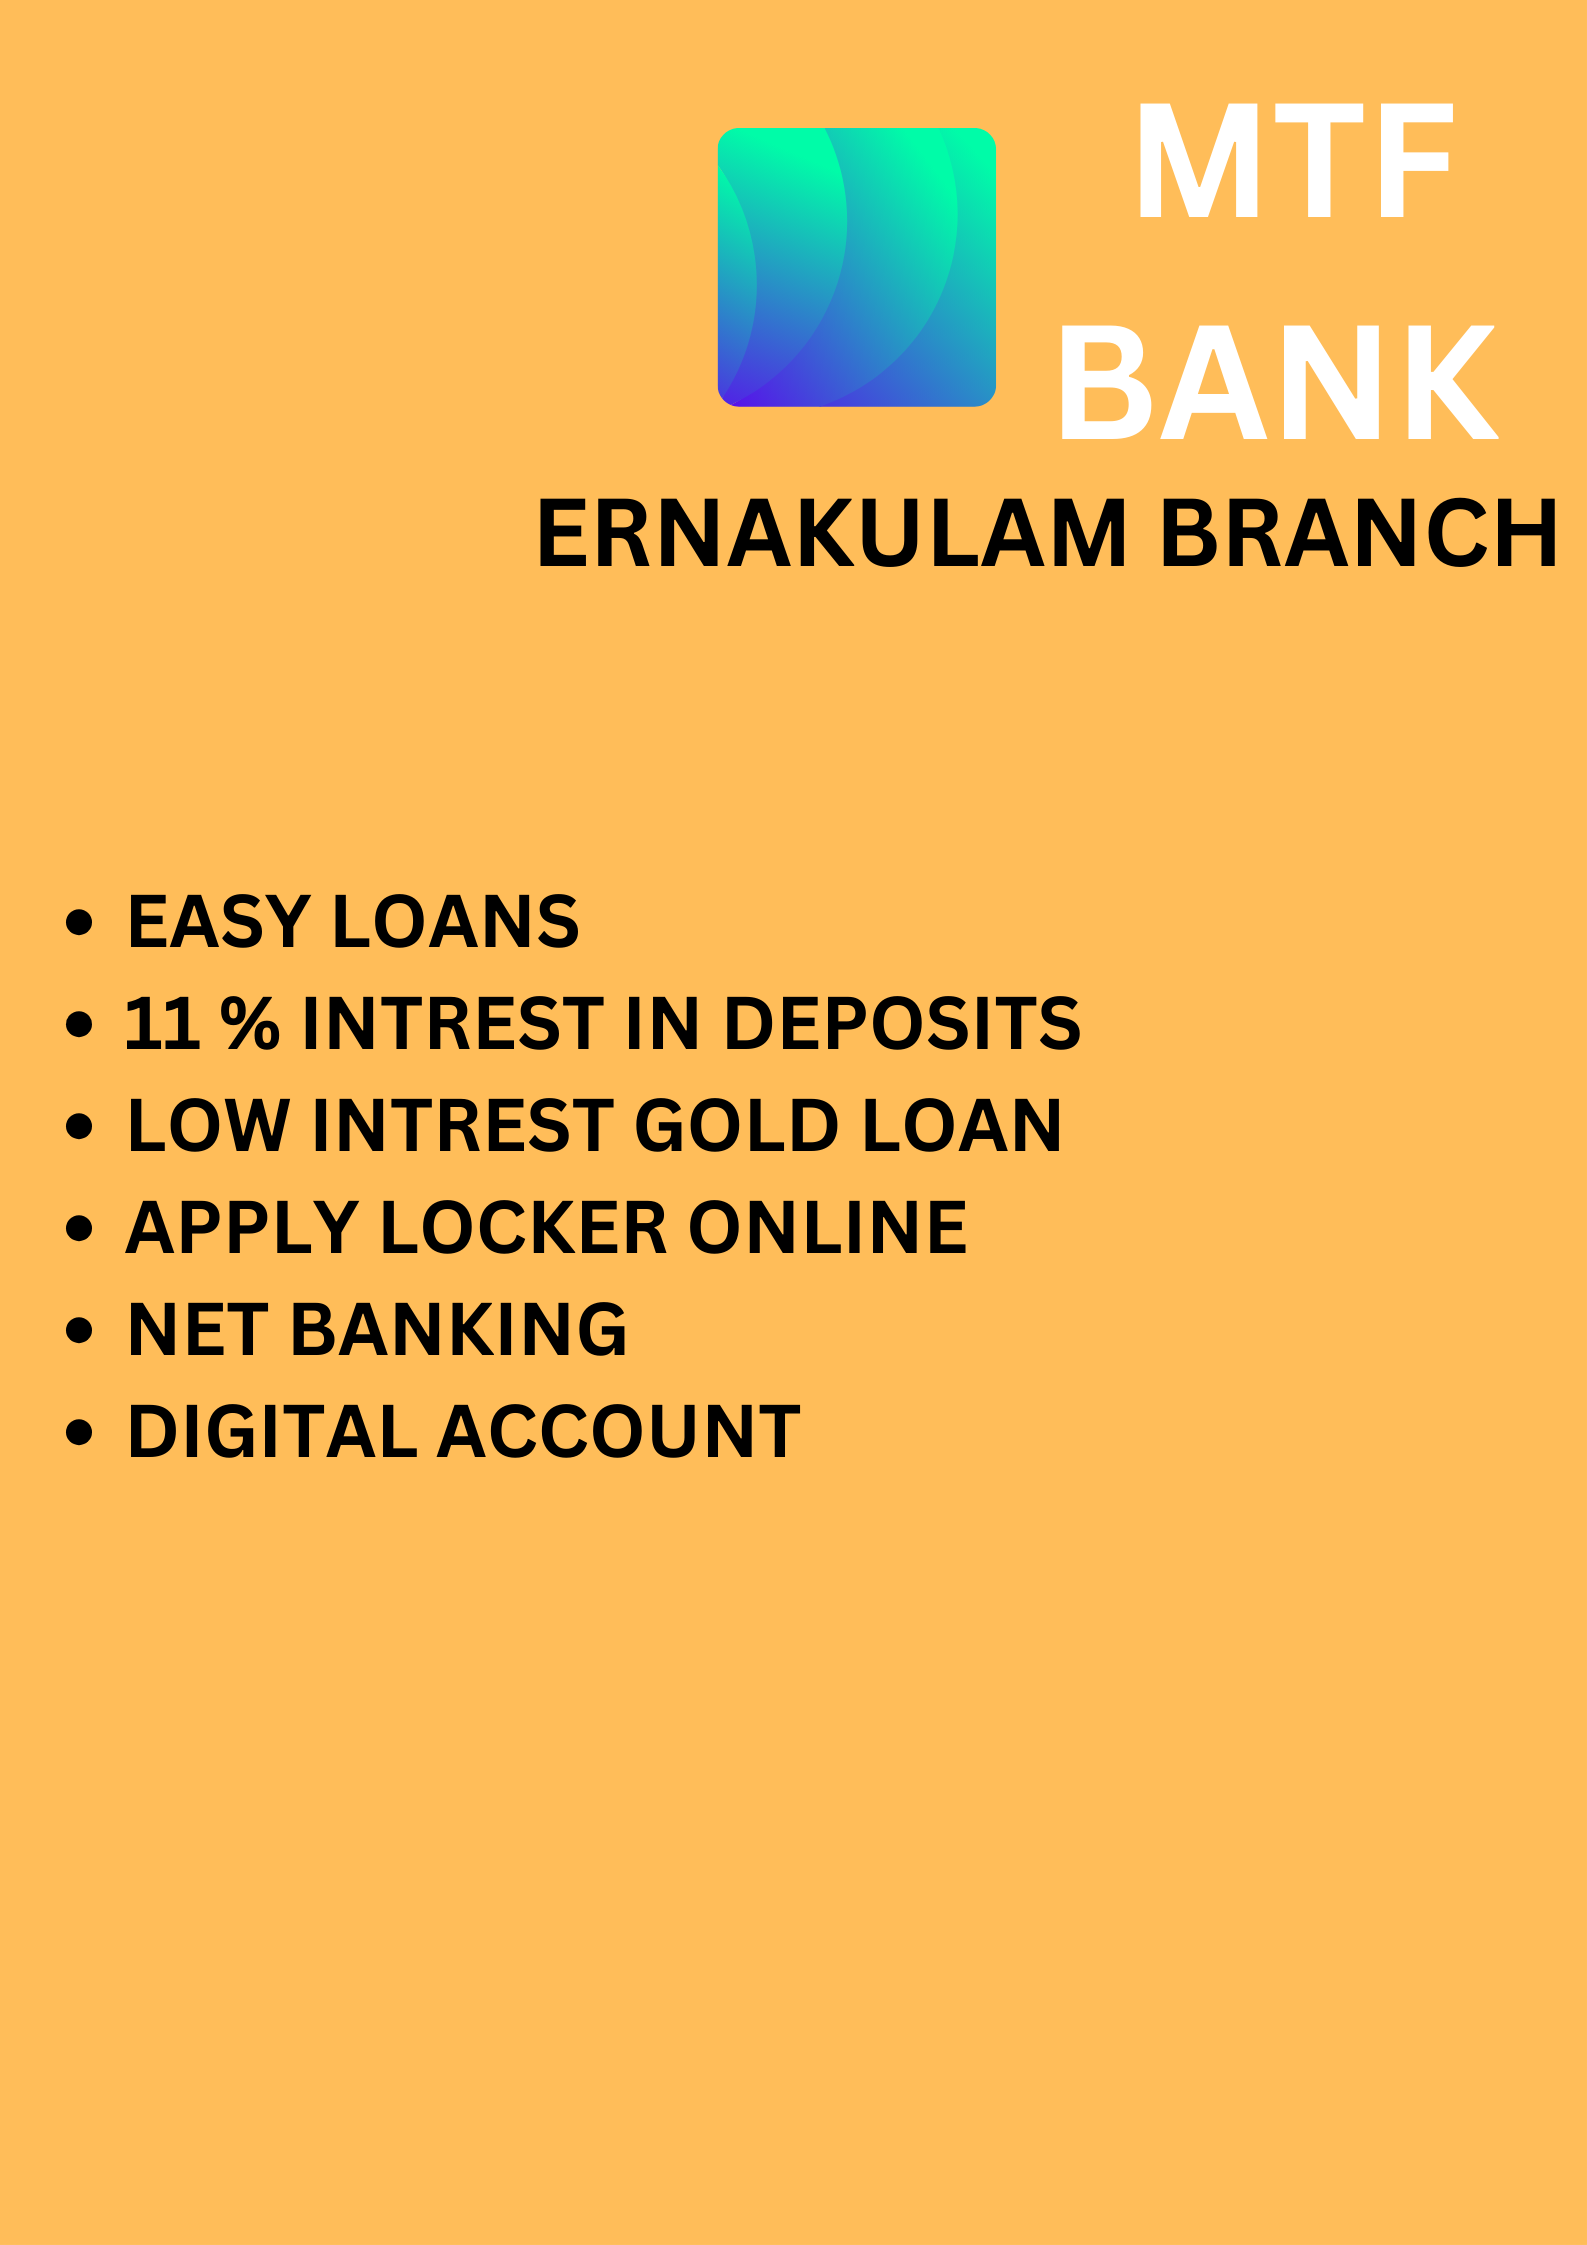 MTF
BANK
ERNAKULAM BRANCH
• EASY LOANS
• 11 % INTREST IN DEPOSITS
• LOW INTREST GOLD LOAN
• APPLY LOCKER ONLINE
• NET BANKING
• DIGITAL ACCOUNT